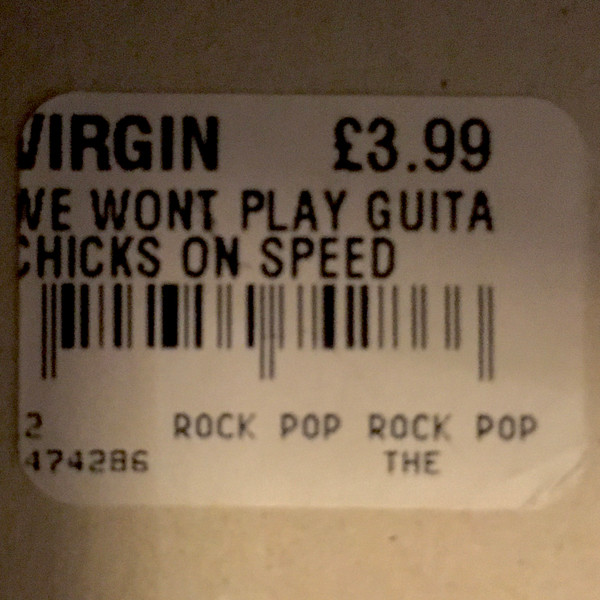 VIRGIN £3.99
WE WONT PLAY GUITA
CHICKS ON SPEED
2 ROCK POP ROCK POP
474286 THE